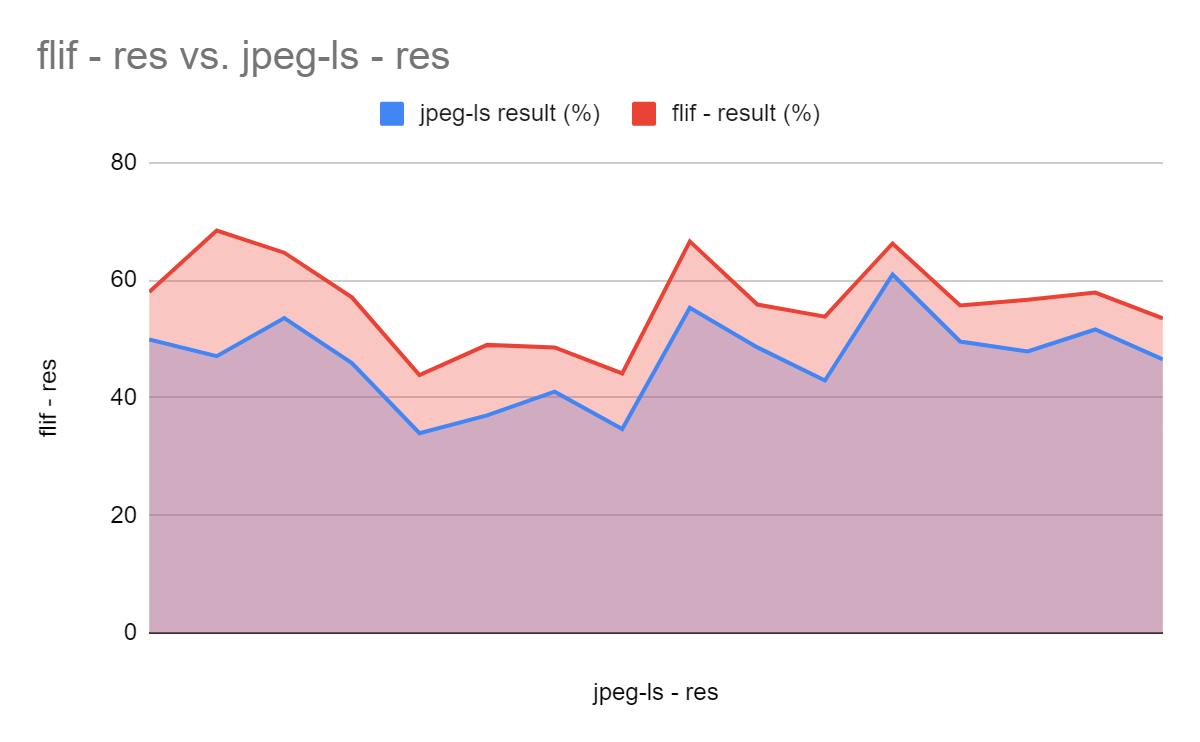 flif - res vs. jpeg-ls - res
jpeg-ls result (%)
flif - result (%)
80
60
40
20
0
flif - res
jpeg-ls - res